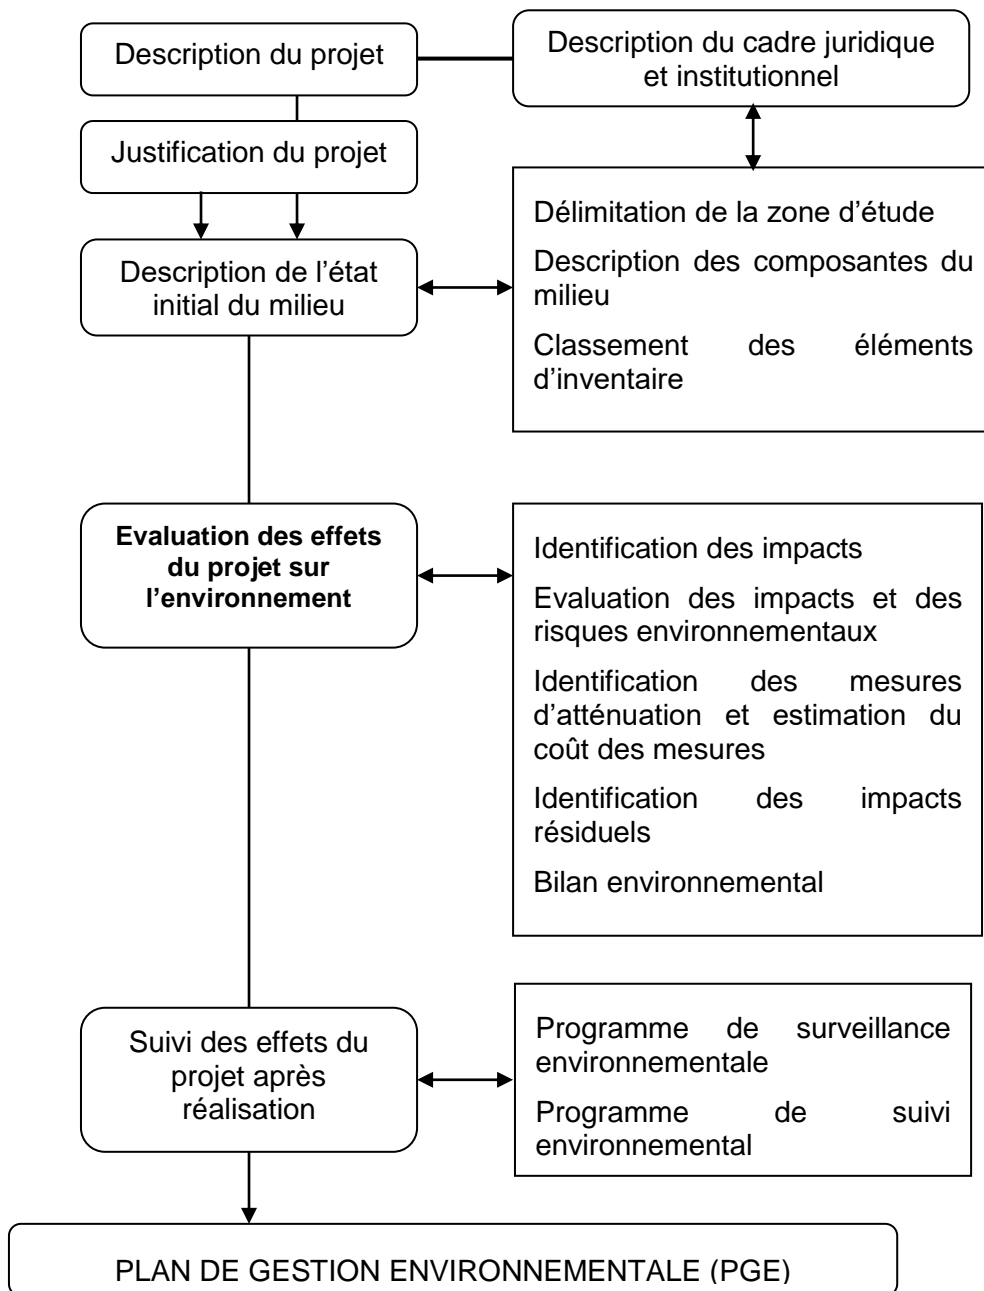 Description du projet
Description du cadre juridique
et institutionnel
Justification du projet
Délimitation de la zone d’étude
Description des composantes du
milieu
Classement des éléments
d’inventaire
Description de l’état
initial du milieu
Evaluation des effets
du projet sur
l’environnement
Identification des impacts
Evaluation des impacts et des
risques environnementaux
Identification des mesures
d’atténuation et estimation du
coût des mesures
Identification des impacts
résiduels
Bilan environnemental
Suivi des effets du
projet après
réalisation
Programme de surveillance
environnementale
Programme de suivi
environnemental
PLAN DE GESTION ENVIRONNEMENTALE (PGE)